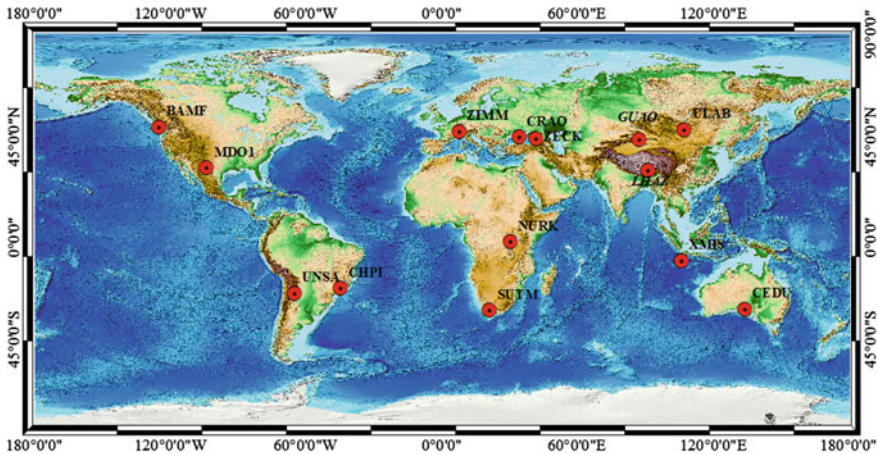 180°0'0" 120°0'0"W 60°0'0"W 0°0'0" 60°0'0"E 120°0'0"E 180°0'0"
90°0'0"N
45°0'0"N 45°0'0"N
0°0'0" 0°0'0"
45°0'0"S 45°0'0"S
BAMF
ZIMM
CRAO
ZECK
GUAO
ULAB
MDO1
NURK
XMIS
UNSA
CHPI
SUTM
CEDU
180°0'0" 120°0'0"W 60°0'0"W 0°0'0" 60°0'0"E 120°0'0"E 180°0'0"